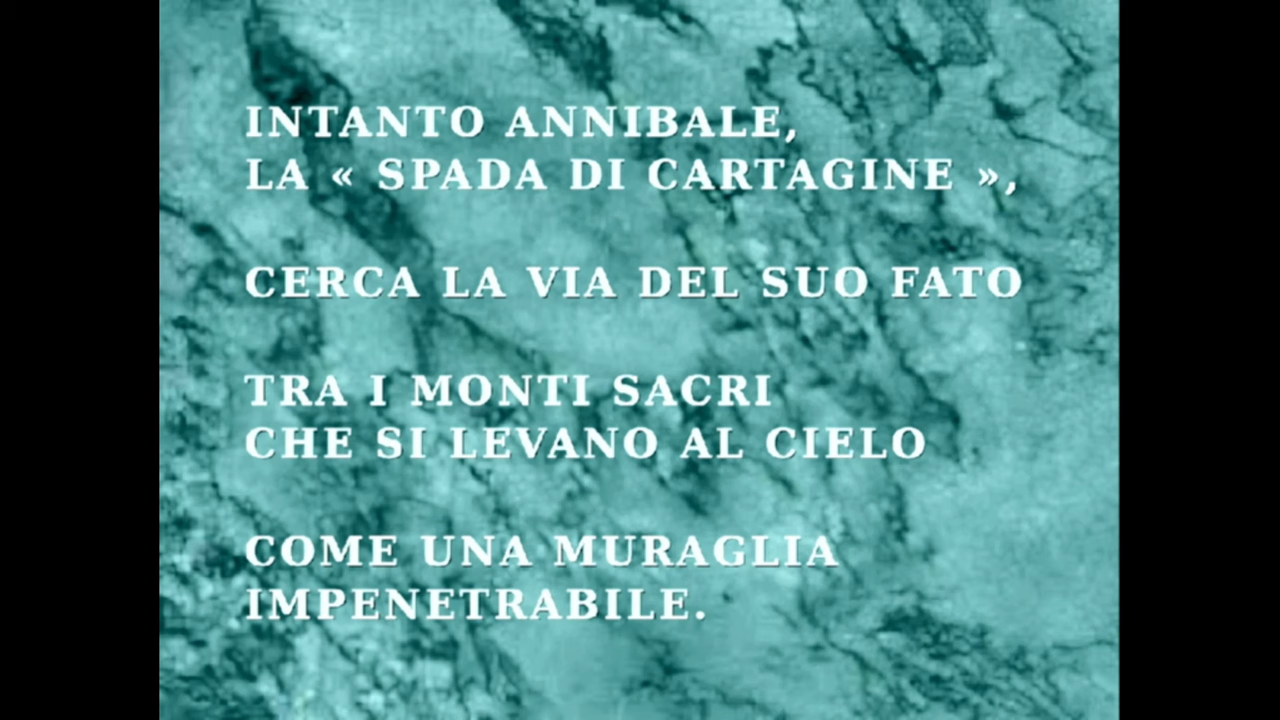 INTANTO ANNIBALE,
LA « SPADA DI CARTAGINE »,
CERCA LA VIA DEL SUO FATO
TRA I MONTI SACRI
CHE SI LEVANO AL CIELO
COME UNA MURAGLIA
IMPENETRABILE.